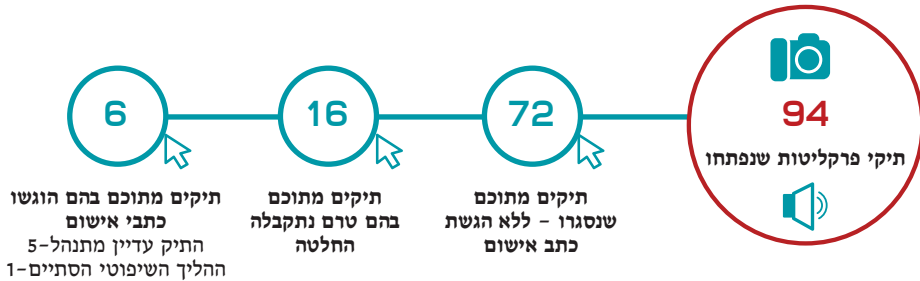 94
תיקי פרקליטות שנפתחו
72
תיקים מתוכם
שנסגרו - ללא הגשת
כתב אישום
16
תיקים מתוכם
בהם טרם נתקבלה
החלטה
6
תיקים מתוכם בהם הוגשו
כתבי אישום
התיק עדיין מתנהל-5
ההליך השיפוטי הסתיים-1